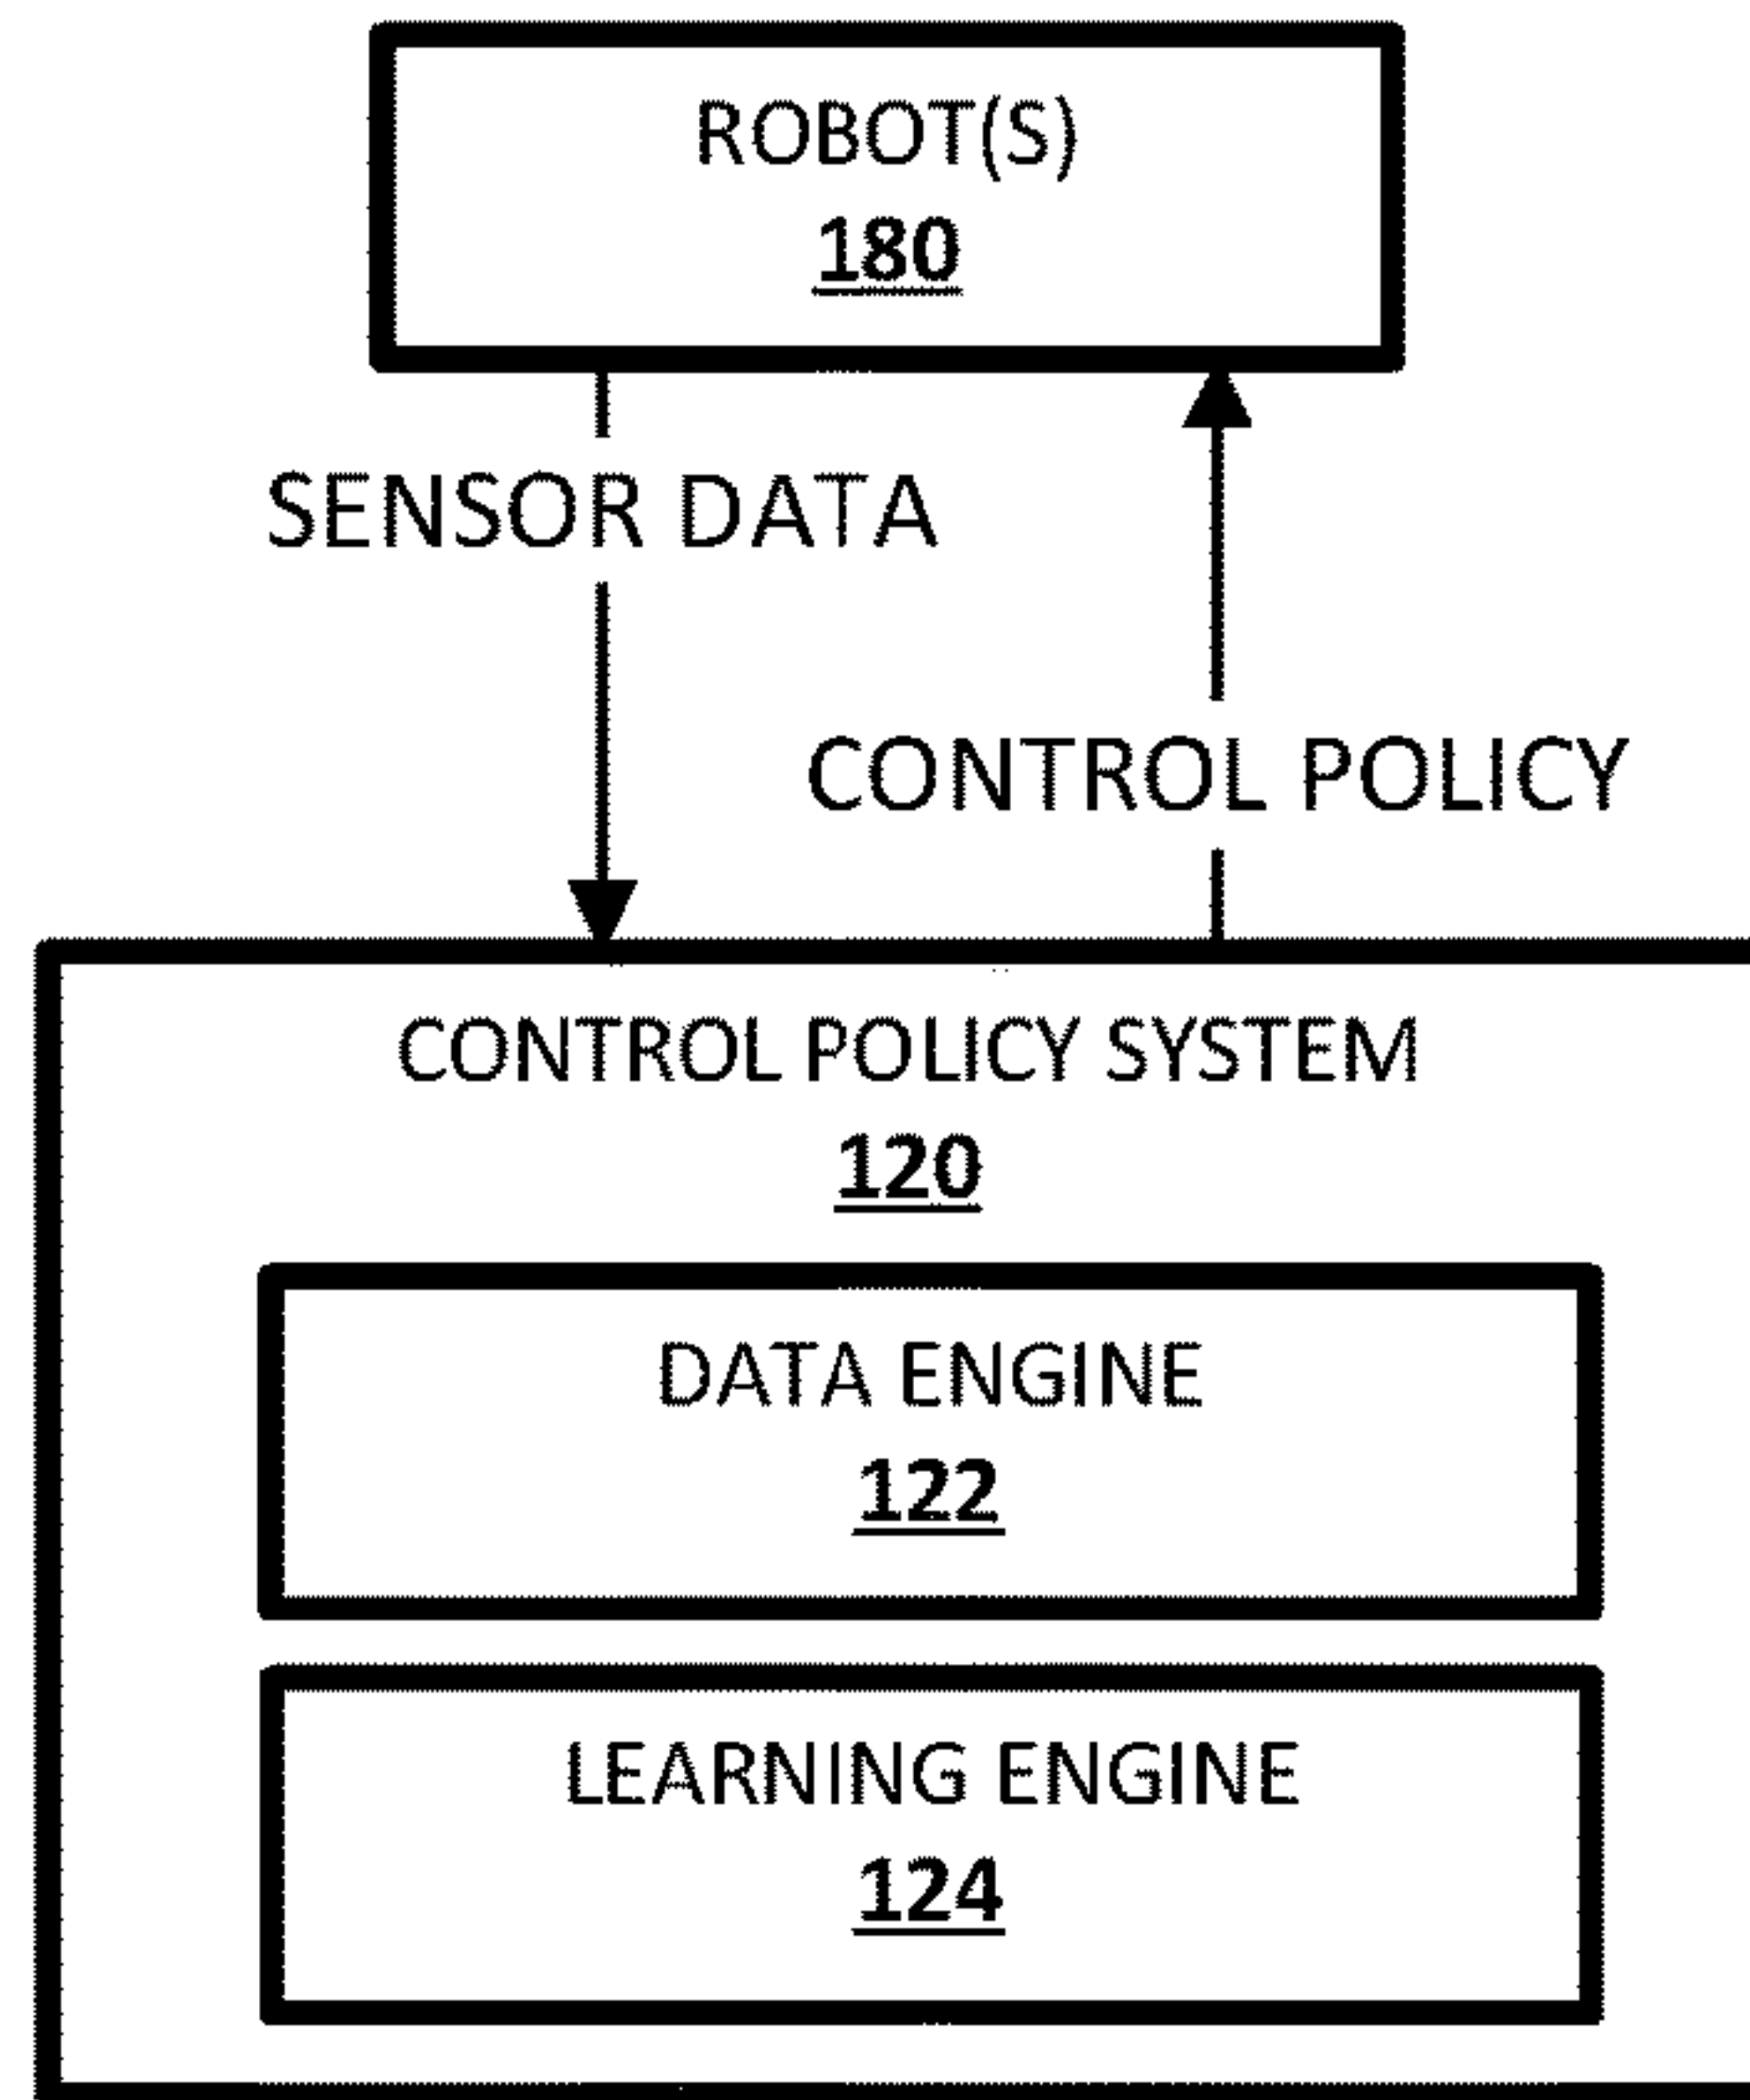 ROBOT(S)
180
SENSOR DATA
CONTROL POLICY
CONTROL POLICY SYSTEM
120
DATA ENGINE
122
LEARNING ENGINE
124